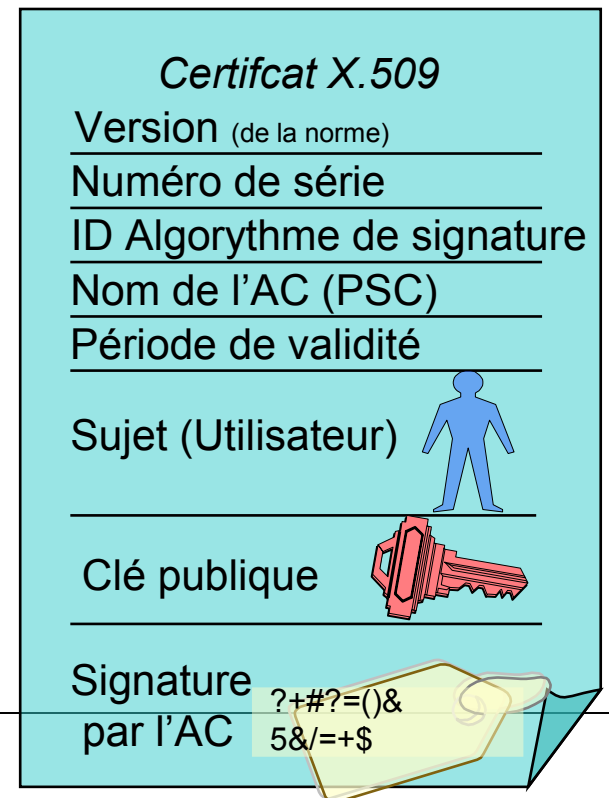 Certifcat X.509
Version (de la norme)
Numéro de série
ID Algorythme de signature
Nom de l’AC (PSC)
Période de validité
Sujet (Utilisateur)
Clé publique
Signature
par l’AC
?+#?=()&
5&/=+$